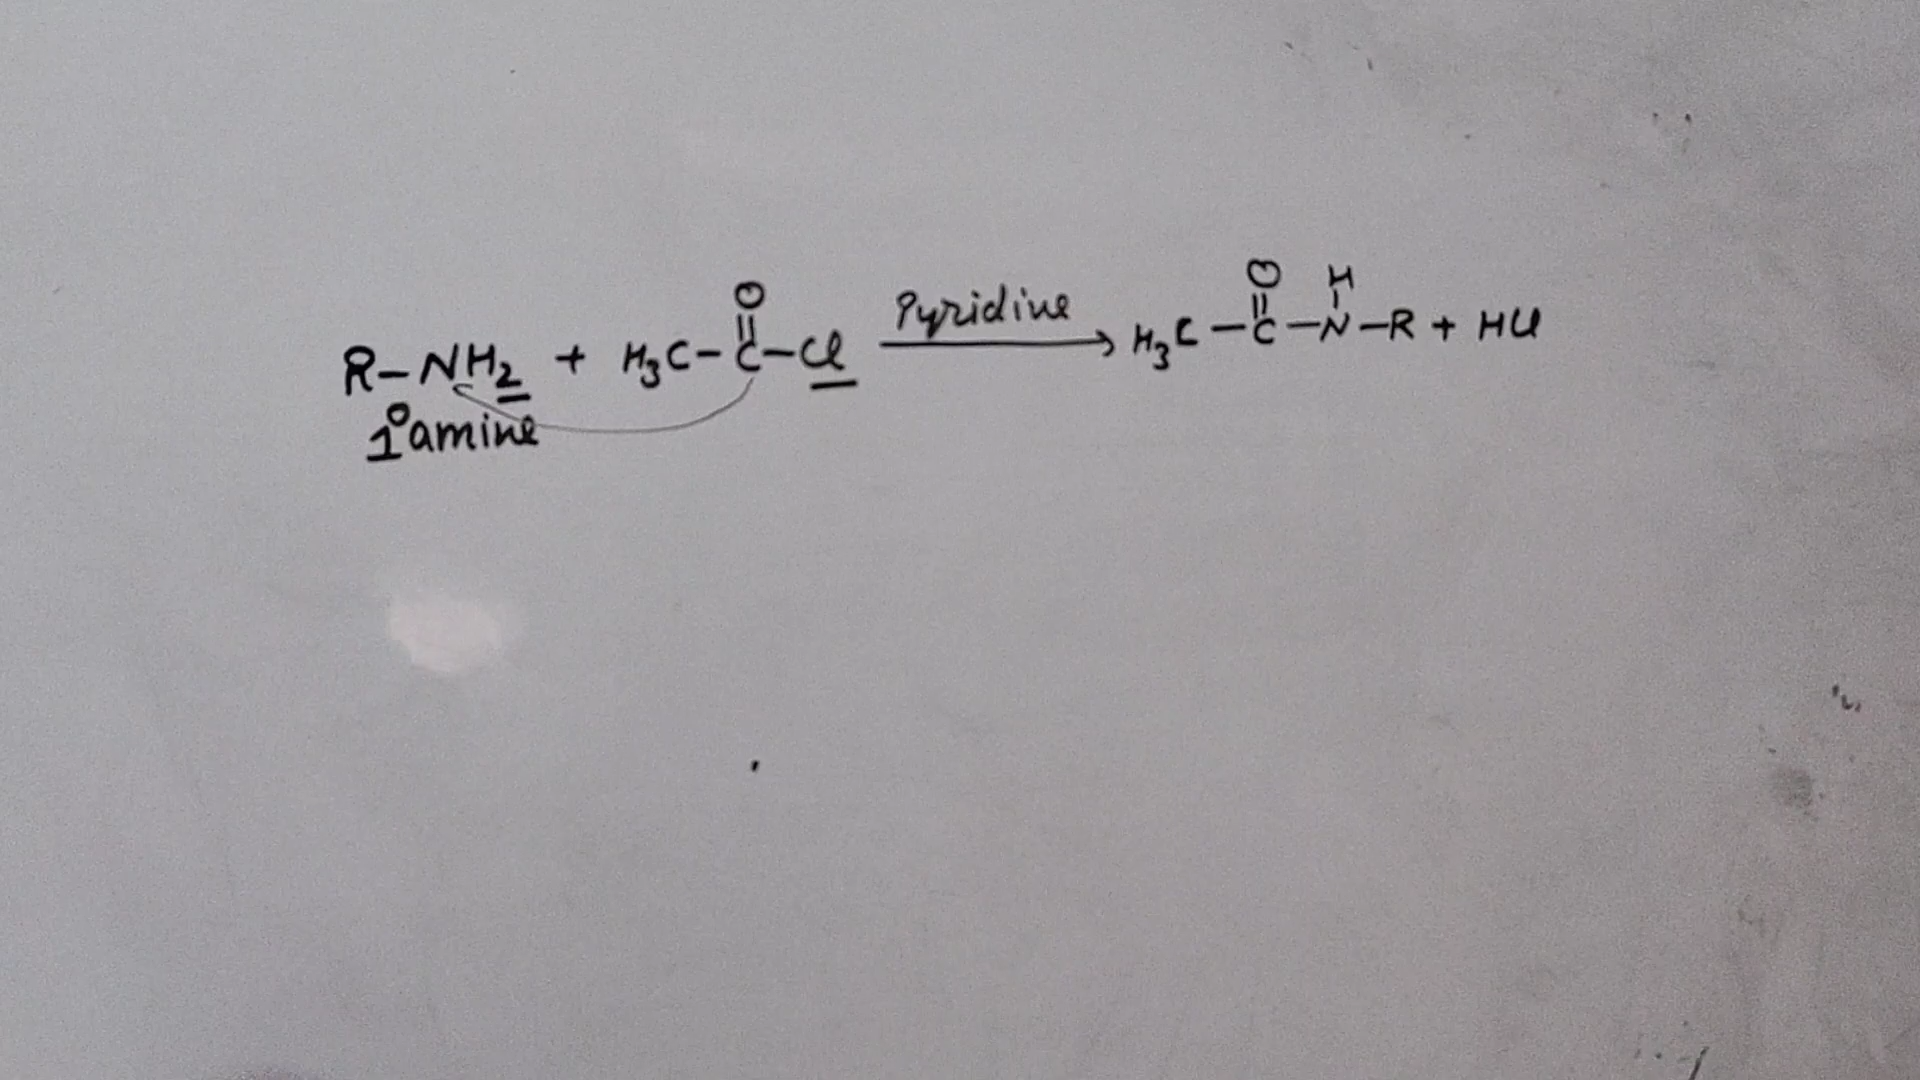 R–NH₂ + H₃C–C(=O)–Cl —Pyridine→ H₃C–C(=O)–N(H)–R + HCl
1° amine